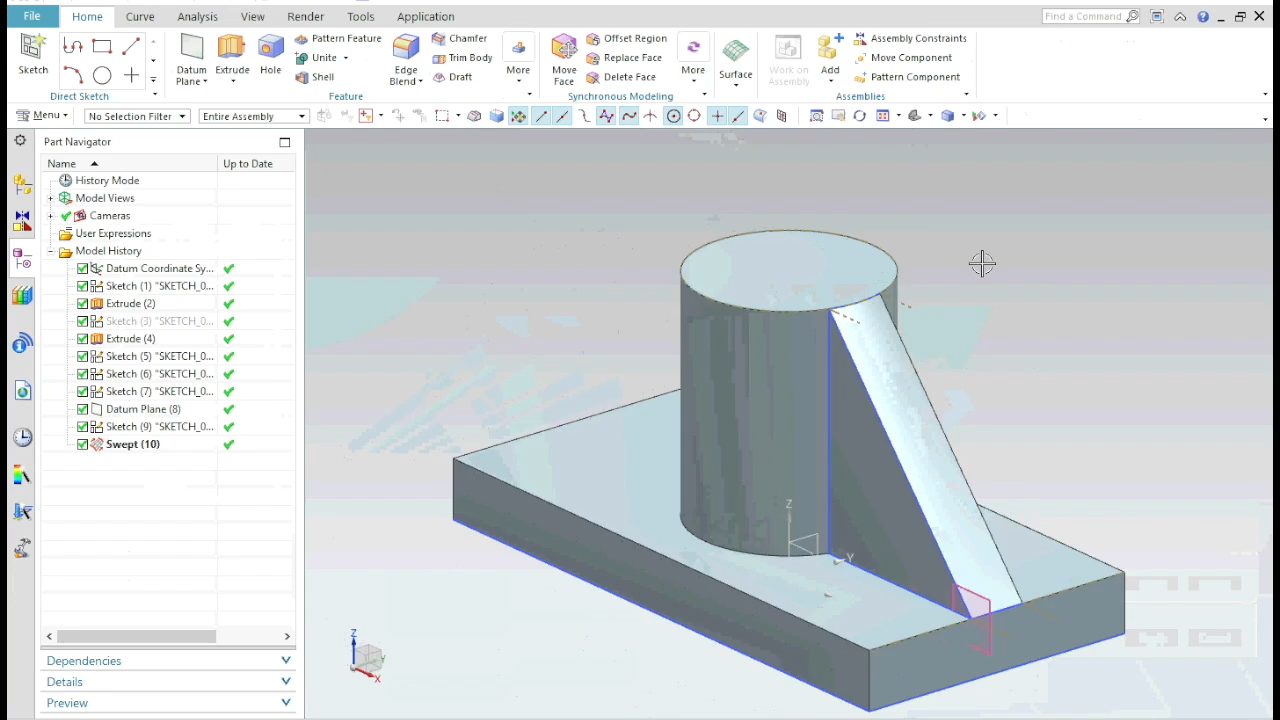 File Home Curve Analysis View Render Tools Application Find a Command
Pattern Feature Chamfer Offset Region Assembly Constraints
Unite Trim Body Replace Face Move Component
Sketch Datum Plane Extrude Hole Shell Edge Blend Draft More Move Face Delete Face More Surface Work on Assembly Add Pattern Component
Direct Sketch Feature Synchronous Modeling Assemblies
Menu No Selection Filter Entire Assembly
Part Navigator
Name Up to Date
History Mode
Model Views
Cameras
User Expressions
Model History
Datum Coordinate Sy...
Sketch (1) "SKETCH_0...
Extrude (2)
Sketch (3) "SKETCH_0...
Extrude (4)
Sketch (5) "SKETCH_0...
Sketch (6) "SKETCH_0...
Sketch (7) "SKETCH_0...
Datum Plane (8)
Sketch (9) "SKETCH_0...
Swept (10)
Dependencies
Details
Preview
Z
Y
Z
Y
X